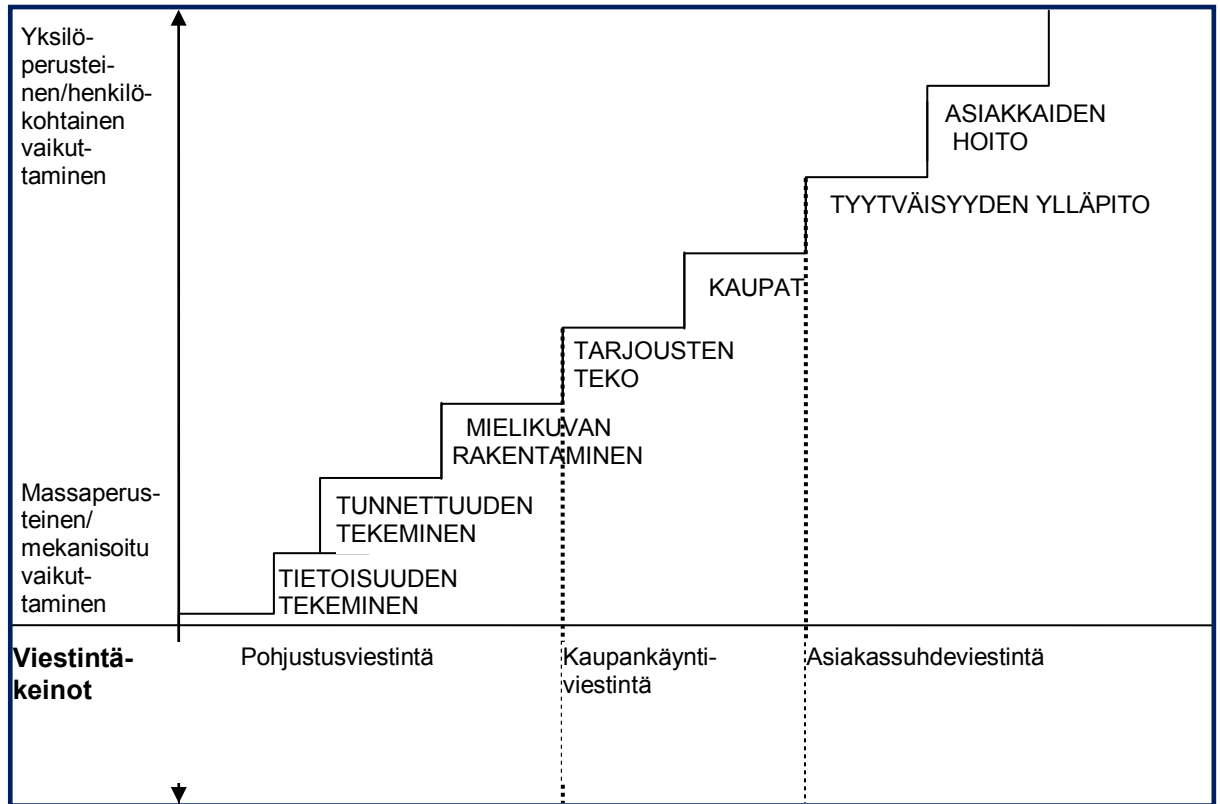 Yksilö-
perustei-
nen/henkilö-
kohtainen
vaikut-
taminen
ASIAKKAIDEN
HOITO
TYYTVÄISYYDEN YLLÄPITO
KAUPAT
TARJOUSTEN
TEKO
MIELIKUVAN
RAKENTAMINEN
TUNNETTUUDEN
TEKEMINEN
TIETOISUUDEN
TEKEMINEN
Massaperus-
teinen/
mekanisoitu
vaikut-
taminen
Viestintä-
keinot
Pohjustusviestintä
Kaupankäynti-
viestintä
Asiakassuhdeviestintä